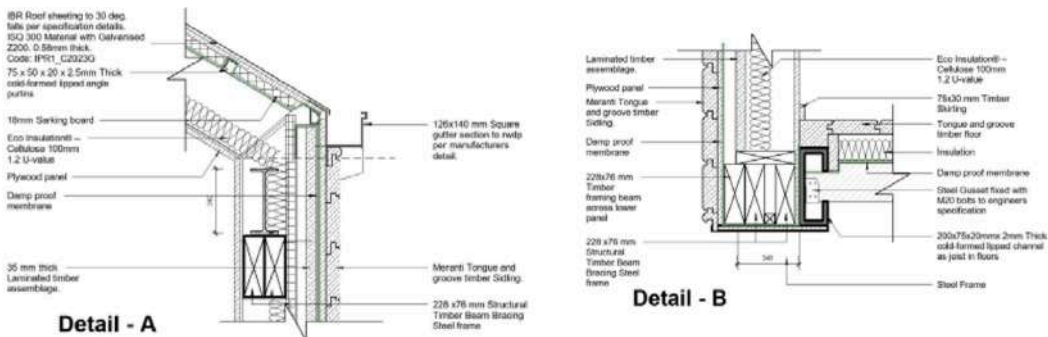 IBR Roof sheeting to 30 deg.
falls per specification details.
ISQ 300 Material with Galvanised
Z200. 0.58mm thick.
Code: IPR1_C2023G
75 x 50 x 20 x 2.5mm Thick
cold-formed lipped angle
purlins
18mm Sarking board
Eco Insulation® –
Cellulose 100mm
1.2 U-value
Plywood panel
Damp proof
membrane
35 mm thick
Laminated timber
assemblage.
126x140 mm Square
gutter section to rwdp
per manufacturers
detail.
Meranti Tongue and
groove timber Sidling.
228 x76 mm Structural
Timber Beam Bracing
Steel frame
Detail - A
Laminated timber
assemblage.
Plywood panel
Meranti Tongue
and groove timber
Sidling.
Damp proof
membrane
228x76 mm
Timber
framing beam
across lower
panel
228 x76 mm
Structural
Timber Beam
Bracing Steel
frame
340
Detail - B
Eco Insulation® –
Cellulose 100mm
1.2 U-value
75x30 mm Timber
Skirting
Tongue and groove
timber floor
Insulation
Damp proof membrane
Steel Gusset fixed with
M20 bolts to engineers
specification
200x75x20mmx 2mm Thick
cold-formed lipped channel
as joist in floors
Steel Frame